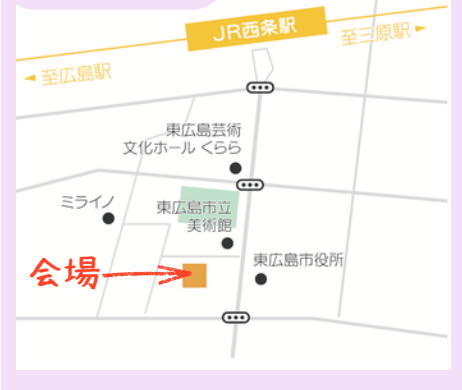 JR西条駅
至三原駅
至広島駅
東広島芸術
文化ホール くらら
ミライノ
東広島市立
美術館
東広島市役所
会場